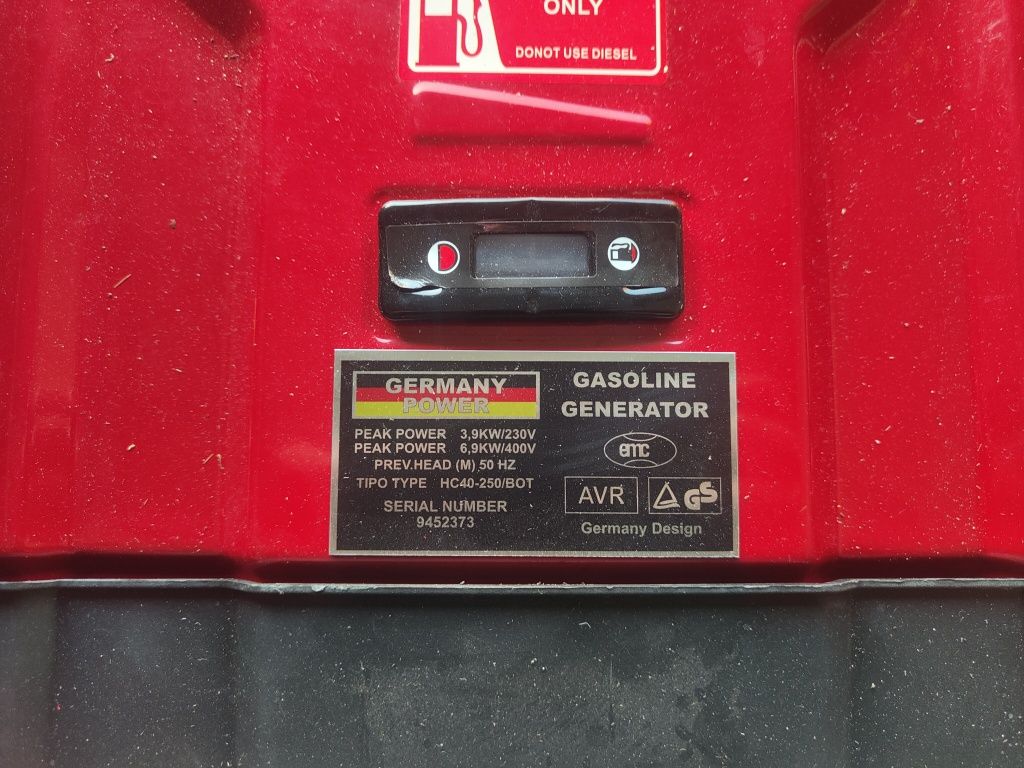 ONLY
DONOT USE DIESEL
GERMANY
POWER
PEAK POWER 3,9KW/230V
PEAK POWER 6,9KW/400V
PREV.HEAD (M) 50 HZ
TIPO TYPE HC40-250/BOT
SERIAL NUMBER
9452373
GASOLINE
GENERATOR
emc
AVR
GS
Germany Design